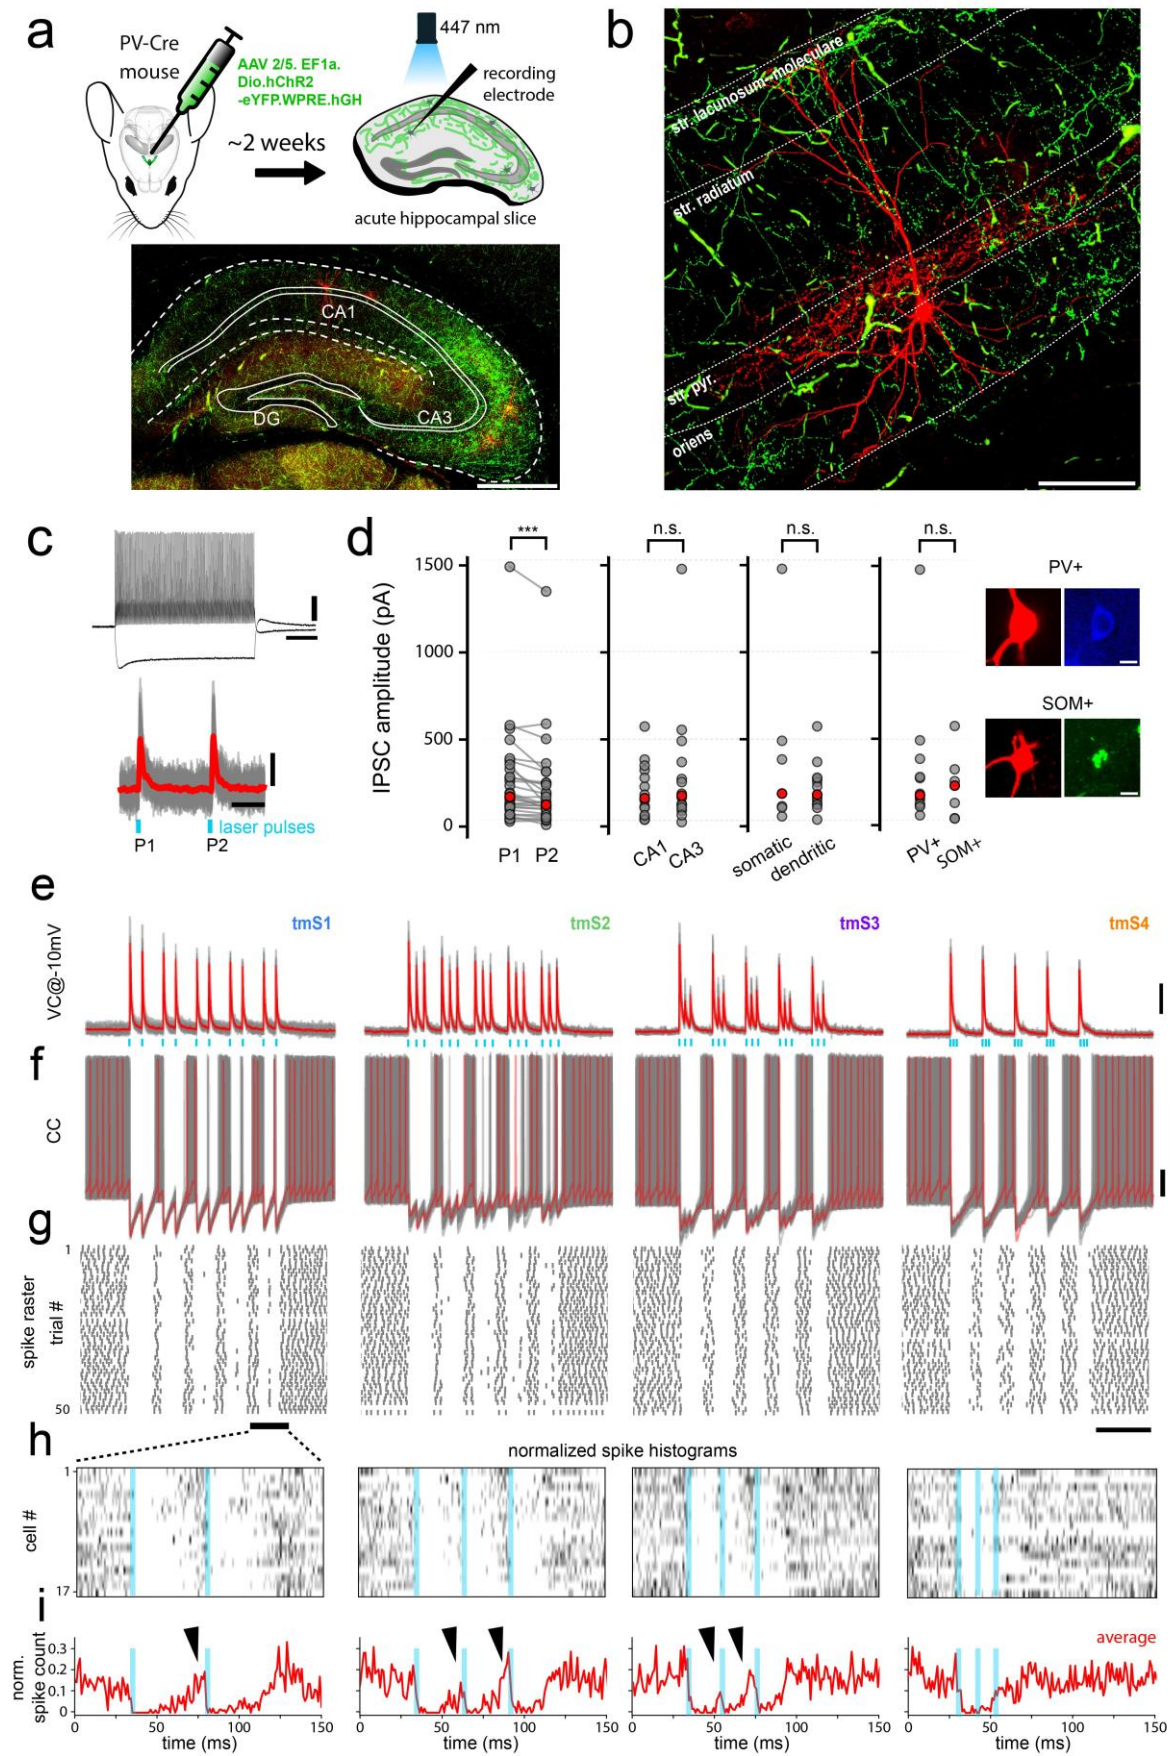 a
PV-Cre
mouse
AAV 2/5. EF1a.
Dio.hChR2
-eYFP.WPRE.hGH
~2 weeks
447 nm
recording
electrode
acute hippocampal slice
CA1
CA3
DG
b
str. lacunosum-moleculare
str. radiatum
str. pyr.
oriens
c
laser pulses
P1 P2
d
IPSC amplitude (pA)
*** n.s. n.s. n.s.
1500
1000
500
0
P1 P2 CA1 CA3 somatic dendritic PV+ SOM+
PV+
SOM+
e
VC@-10mV
tmS1 tmS2 tmS3 tmS4
f
CC
g
spike raster
trial #
1
50
h
normalized spike histograms
cell #
1
17
i
norm.
spike count
average
0.3
0.2
0.1
0
0 50 100 150 0 50 100 150 0 50 100 150 0 50 100 150
time (ms) time (ms) time (ms) time (ms)